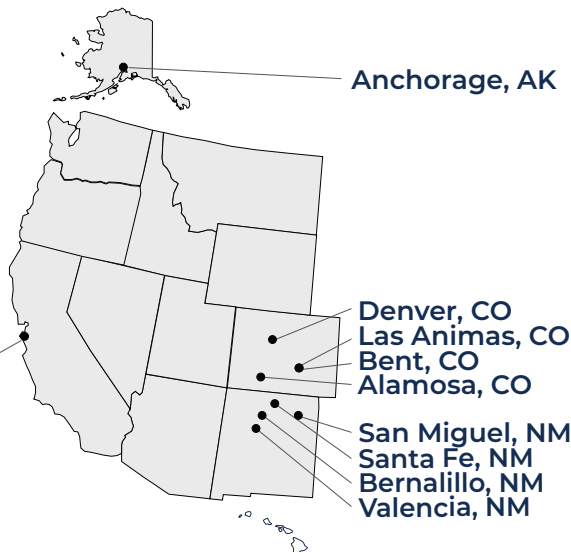 Anchorage, AK
Denver, CO
Las Animas, CO
Bent, CO
Alamosa, CO
San Miguel, NM
Santa Fe, NM
Bernalillo, NM
Valencia, NM